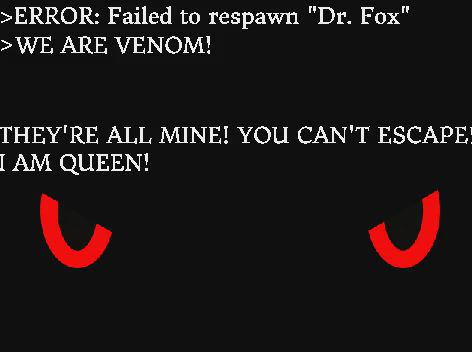 >ERROR: Failed to respawn "Dr. Fox"
>WE ARE VENOM!
THEY'RE ALL MINE! YOU CAN'T ESCAPE!
I AM QUEEN!